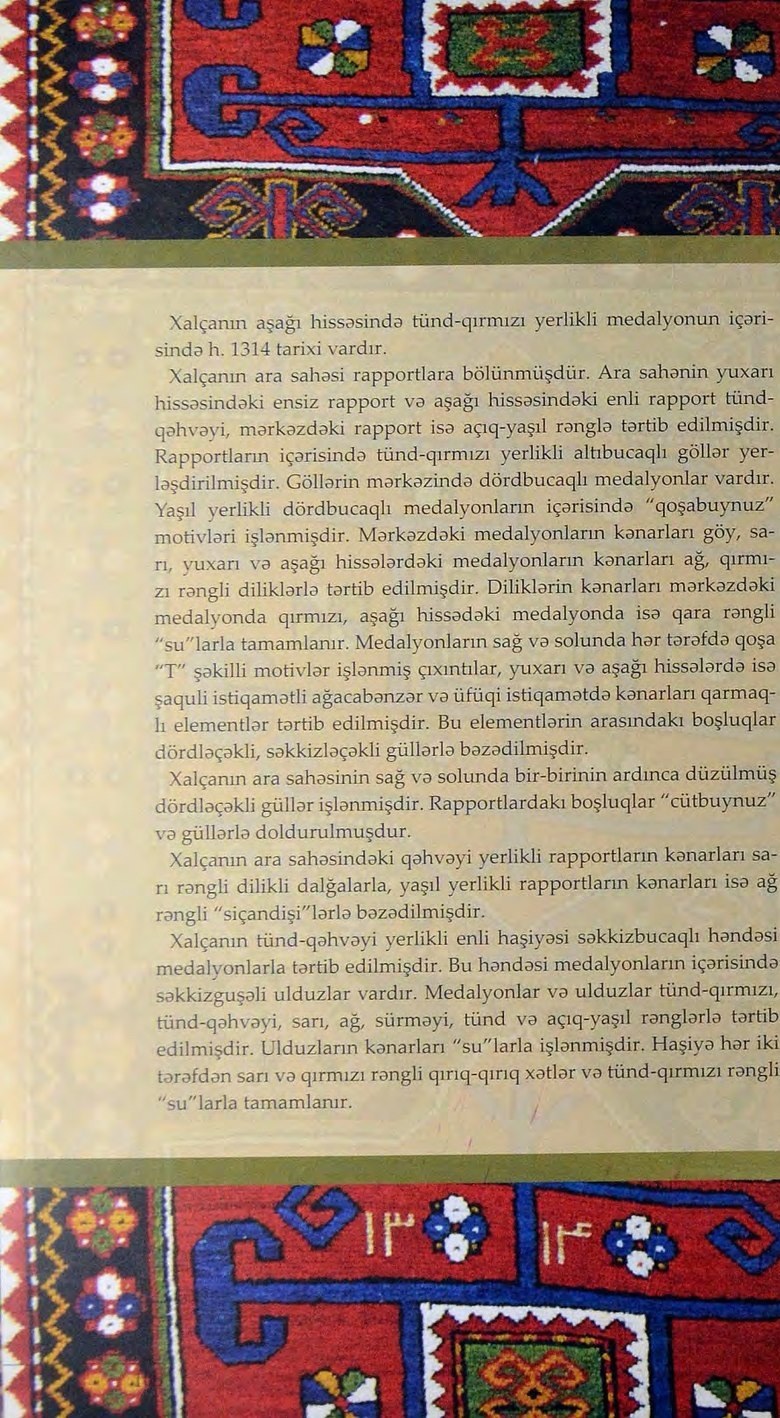 Xalçanın aşağı hissəsində tünd-qırmızı yerlikli medalyonun içəri-
sində h. 1314 tarixi vardır.
Xalçanın ara sahəsi rapportlara bölünmüşdür. Ara sahənin yuxarı
hissəsindəki ensiz rapport və aşağı hissəsindəki enli rapport tünd-
qəhvəyi, mərkəzdəki rapport isə açıq-yaşıl rənglə tərtib edilmişdir.
Rapportların içərisində tünd-qırmızı yerlikli altıbucaqlı göllər yer-
ləşdirilmişdir. Göllərin mərkəzində dördbucaqlı medalyonlar vardır.
Yaşıl yerlikli dördbucaqlı medalyonların içərisində "qoşabuynuz"
motivləri işlənmişdir. Mərkəzdəki medalyonların kənarları göy, sa-
rı, yuxarı və aşağı hissələrdəki medalyonların kənarları ağ, qırmı-
zı rəngli diliklərlə tərtib edilmişdir. Diliklərin kənarları mərkəzdəki
medalyonda qırmızı, aşağı hissədəki medalyonda isə qara rəngli
"su"larla tamamlanır. Medalyonların sağ və solunda hər tərəfdə qoşa
"T" şəkilli motivlər işlənmiş çıxıntılar, yuxarı və aşağı hissələrdə isə
şaquli istiqamətli ağacabənzər və üfüqi istiqamətdə kənarları qarmaq-
lı elementlər tərtib edilmişdir. Bu elementlərin arasındakı boşluqlar
dördləçəkli, səkkizləçəkli güllərlə bəzədilmişdir.
Xalçanın ara sahəsinin sağ və solunda bir-birinin ardınca düzülmüş
dördləçəkli güllər işlənmişdir. Rapportlardakı boşluqlar "cütbuynuz"
və güllərlə doldurulmuşdur.
Xalçanın ara sahəsindəki qəhvəyi yerlikli rapportların kənarları sa-
rı rəngli dilikli dalğalarla, yaşıl yerlikli rapportların kənarları isə ağ
rəngli "siçandişi"lərlə bəzədilmişdir.
Xalçanın tünd-qəhvəyi yerlikli enli haşiyəsi səkkizbucaqlı həndəsi
medalyonlarla tərtib edilmişdir. Bu həndəsi medalyonların içərisində
səkkizguşəli ulduzlar vardır. Medalyonlar və ulduzlar tünd-qırmızı,
tünd-qəhvəyi, sarı, ağ, sürməyi, tünd və açıq-yaşıl rənglərlə tərtib
edilmişdir. Ulduzların kənarları "su"larla işlənmişdir. Haşiyə hər iki
tərəfdən sarı və qırmızı rəngli qırıq-qırıq xətlər və tünd-qırmızı rəngli
"su"larla tamamlanır.
١٣ ١٤